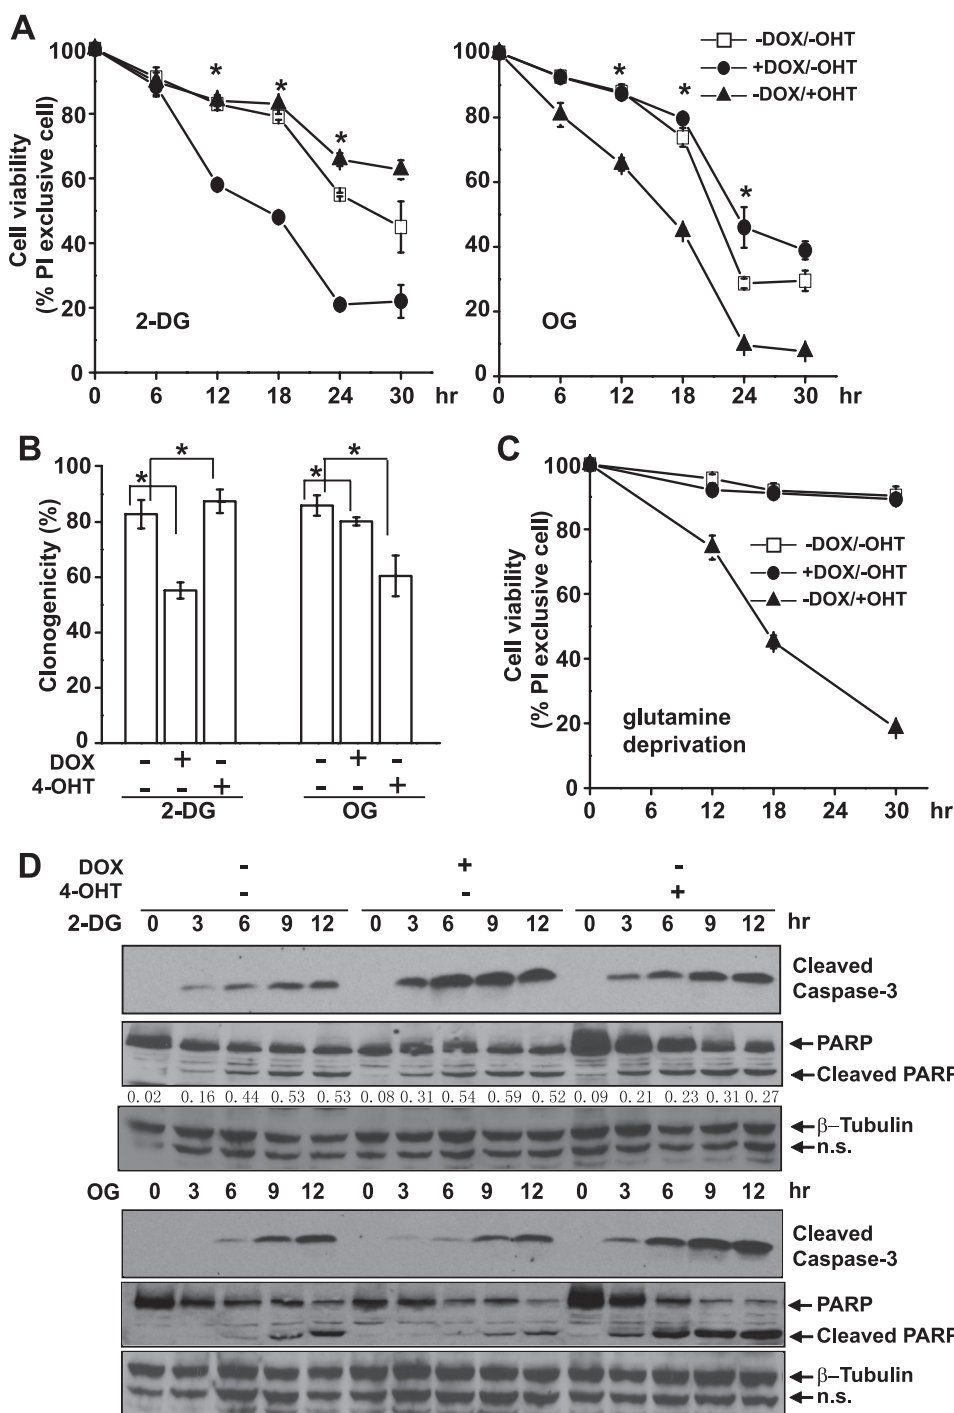 A
Cell viability
(% PI exclusive cell)
100
80
60
40
20
0
2-DG
0 6 12 18 24 30 hr
* * *
100
80
60
40
20
0
OG
0 6 12 18 24 30 hr
* * *
-DOX/-OHT
+DOX/-OHT
-DOX/+OHT
B
Clonogenicity (%)
100
80
60
40
80
0
* * * *
DOX - + - - + -
4-OHT - - + - - +
2-DG OG
C
Cell viability
(% PI exclusive cell)
100
80
60
40
20
0
-DOX/-OHT
+DOX/-OHT
-DOX/+OHT
glutamine
deprivation
0 6 12 18 24 30 hr
D
DOX - + -
4-OHT - - +
2-DG 0 3 6 9 12 0 3 6 9 12 0 3 6 9 12 hr
Cleaved
Caspase-3
PARP
Cleaved PARP
0.02 0.16 0.44 0.53 0.53 0.08 0.31 0.54 0.59 0.52 0.09 0.21 0.23 0.31 0.27
β-Tubulin
n.s.
OG 0 3 6 9 12 0 3 6 9 12 0 3 6 9 12 hr
Cleaved
Caspase-3
PARP
Cleaved PARP
β-Tubulin
n.s.